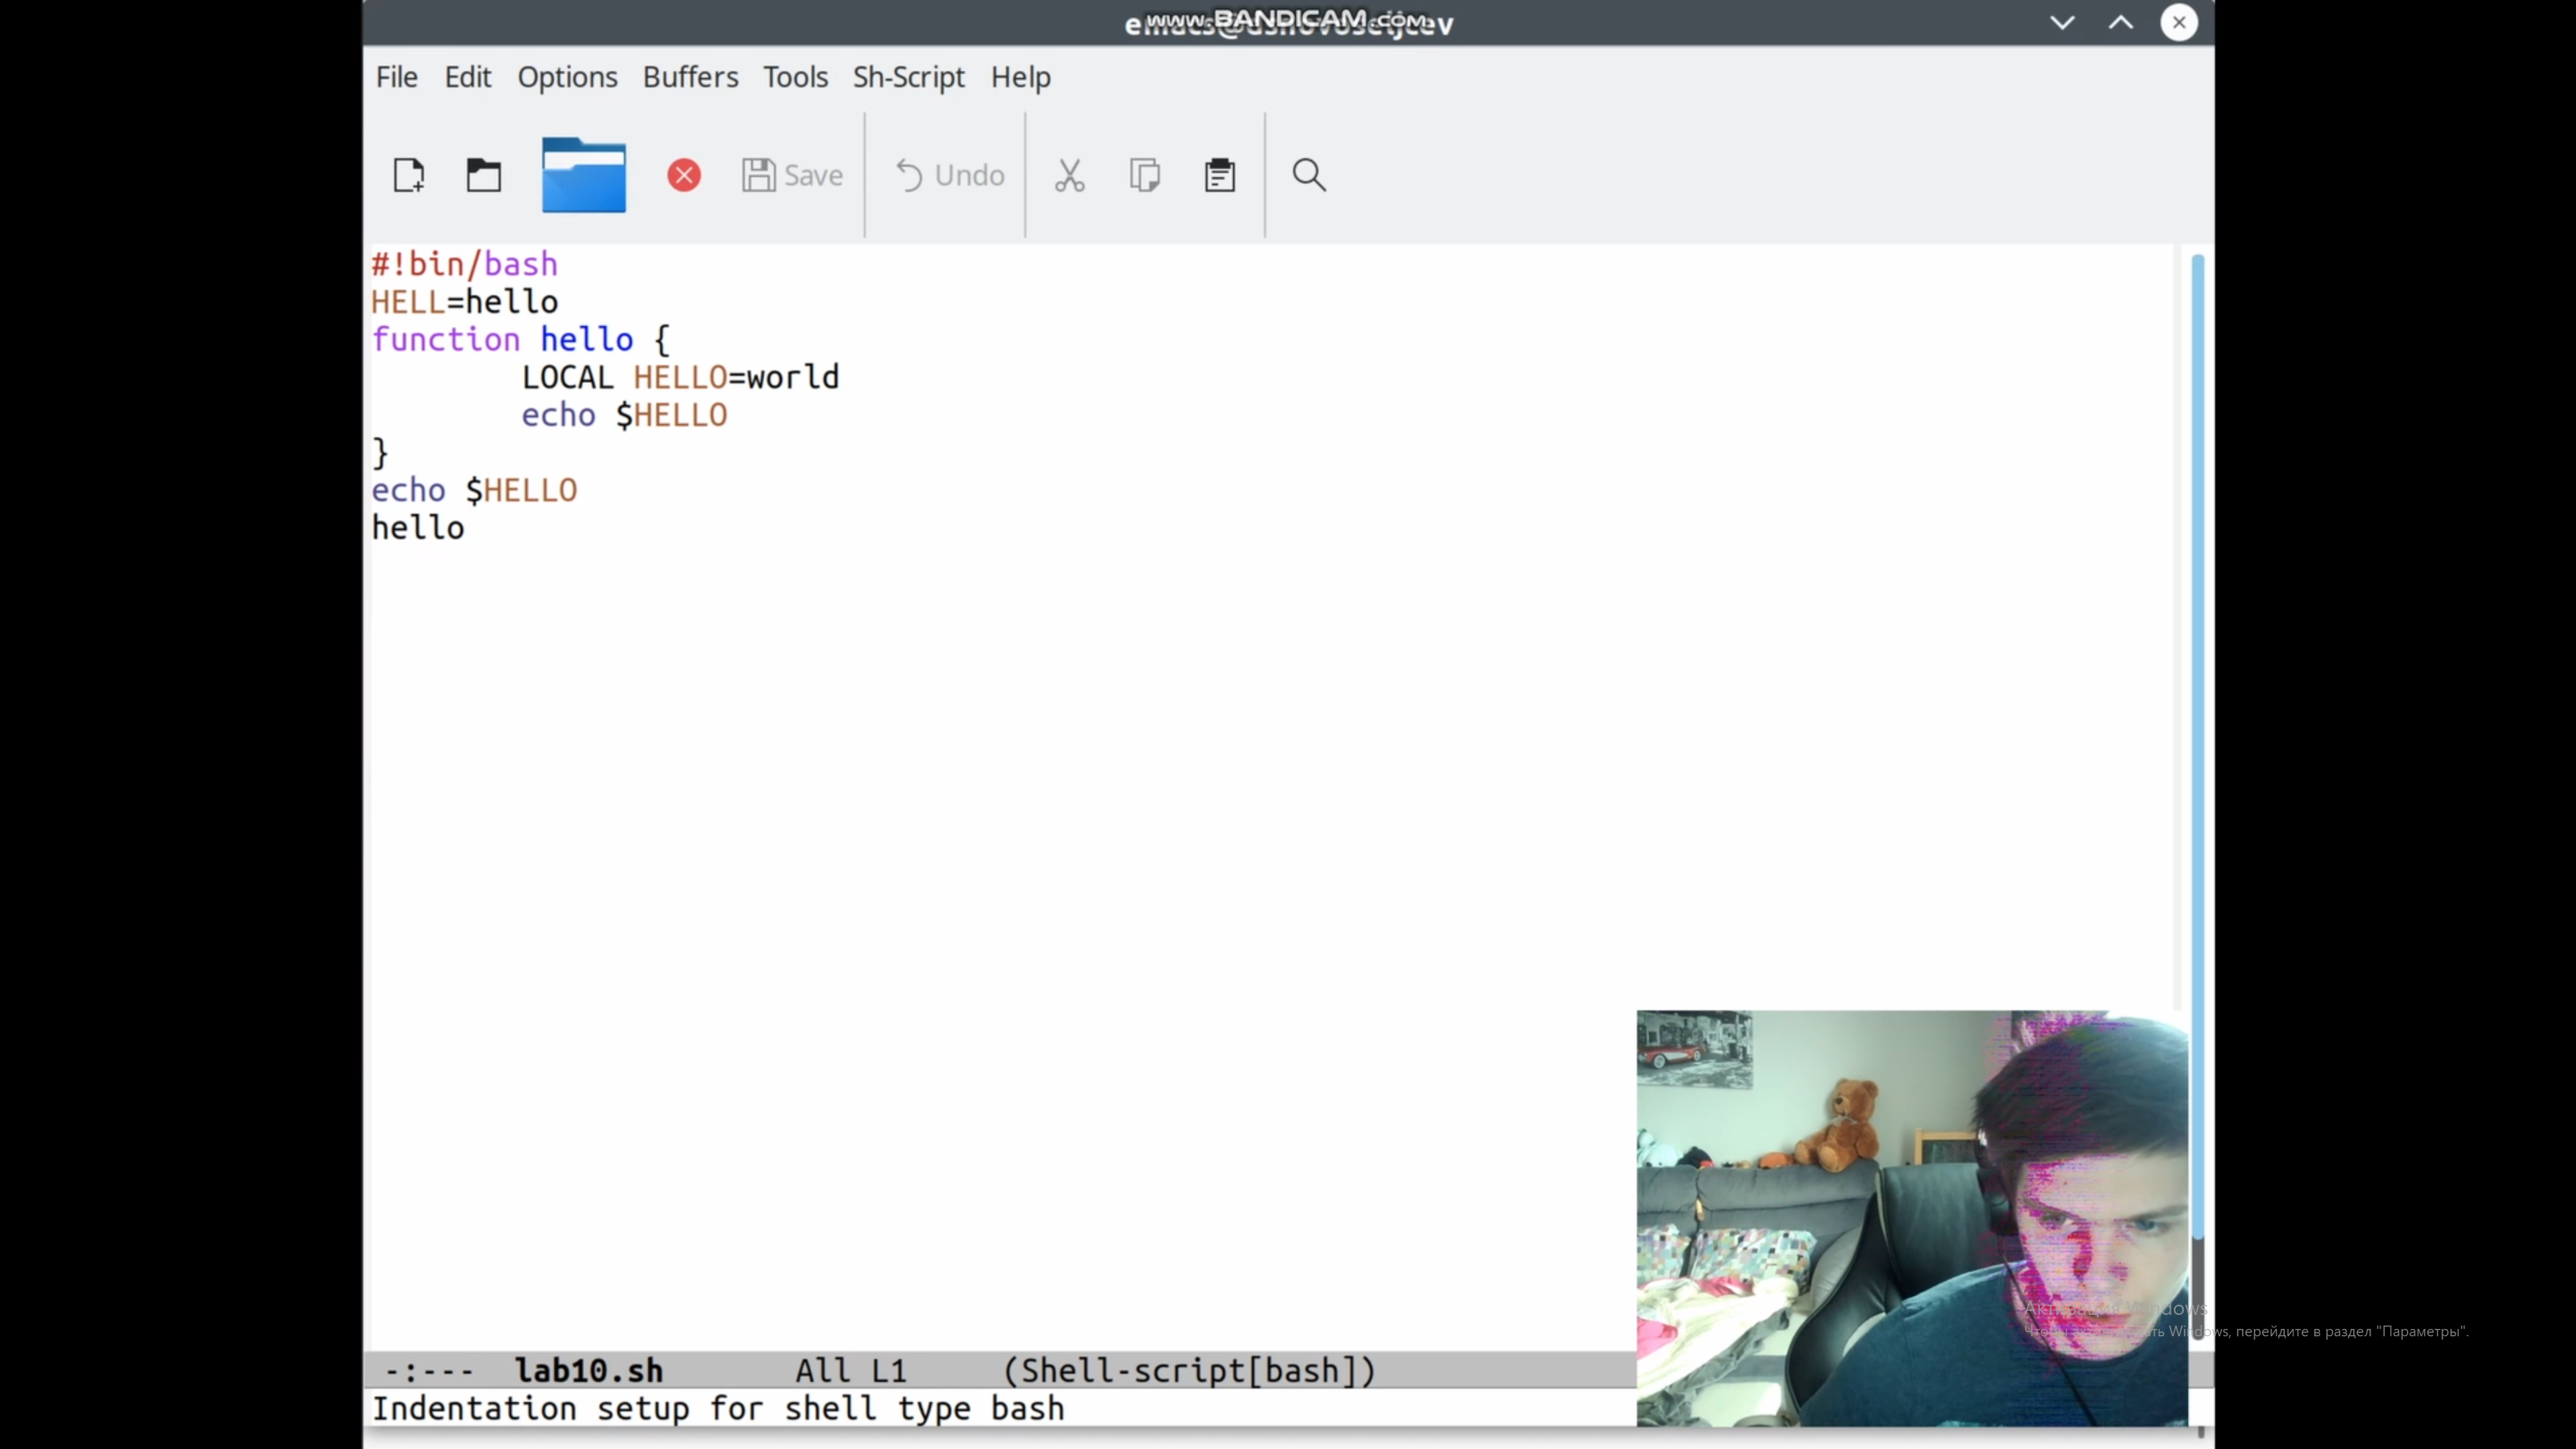 www.BANDICAM.com
File Edit Options Buffers Tools Sh-Script Help
Save Undo
#!bin/bash
HELL=hello
function hello {
LOCAL HELLO=world
echo $HELLO
}
echo $HELLO
hello
-:--- lab10.sh All L1 (Shell-script[bash])
Indentation setup for shell type bash
Активация Windows
Windows, перейдите в раздел "Параметры".